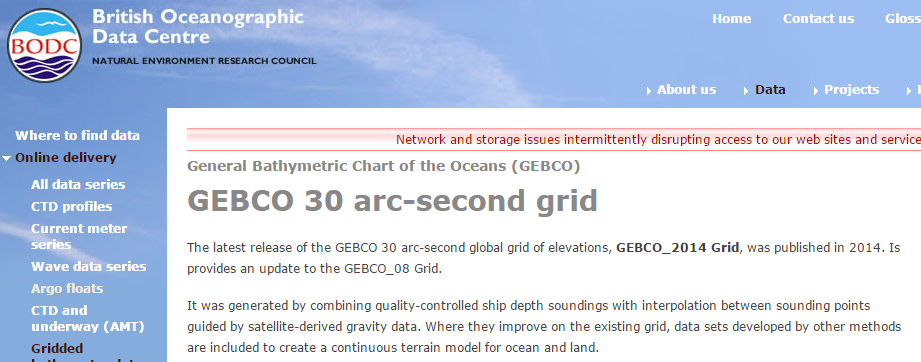 British Oceanographic
Data Centre
NATURAL ENVIRONMENT RESEARCH COUNCIL
BODC
Home
Contact us
Gloss
About us
Data
Projects
Where to find data
Online delivery
All data series
CTD profiles
Current meter
series
Wave data series
Argo floats
CTD and
underway (AMT)
Gridded
Network and storage issues intermittently disrupting access to our web sites and service
General Bathymetric Chart of the Oceans (GEBCO)
GEBCO 30 arc-second grid
The latest release of the GEBCO 30 arc-second global grid of elevations, GEBCO_2014 Grid, was published in 2014. Is
provides an update to the GEBCO_08 Grid.
It was generated by combining quality-controlled ship depth soundings with interpolation between sounding points
guided by satellite-derived gravity data. Where they improve on the existing grid, data sets developed by other methods
are included to create a continuous terrain model for ocean and land.